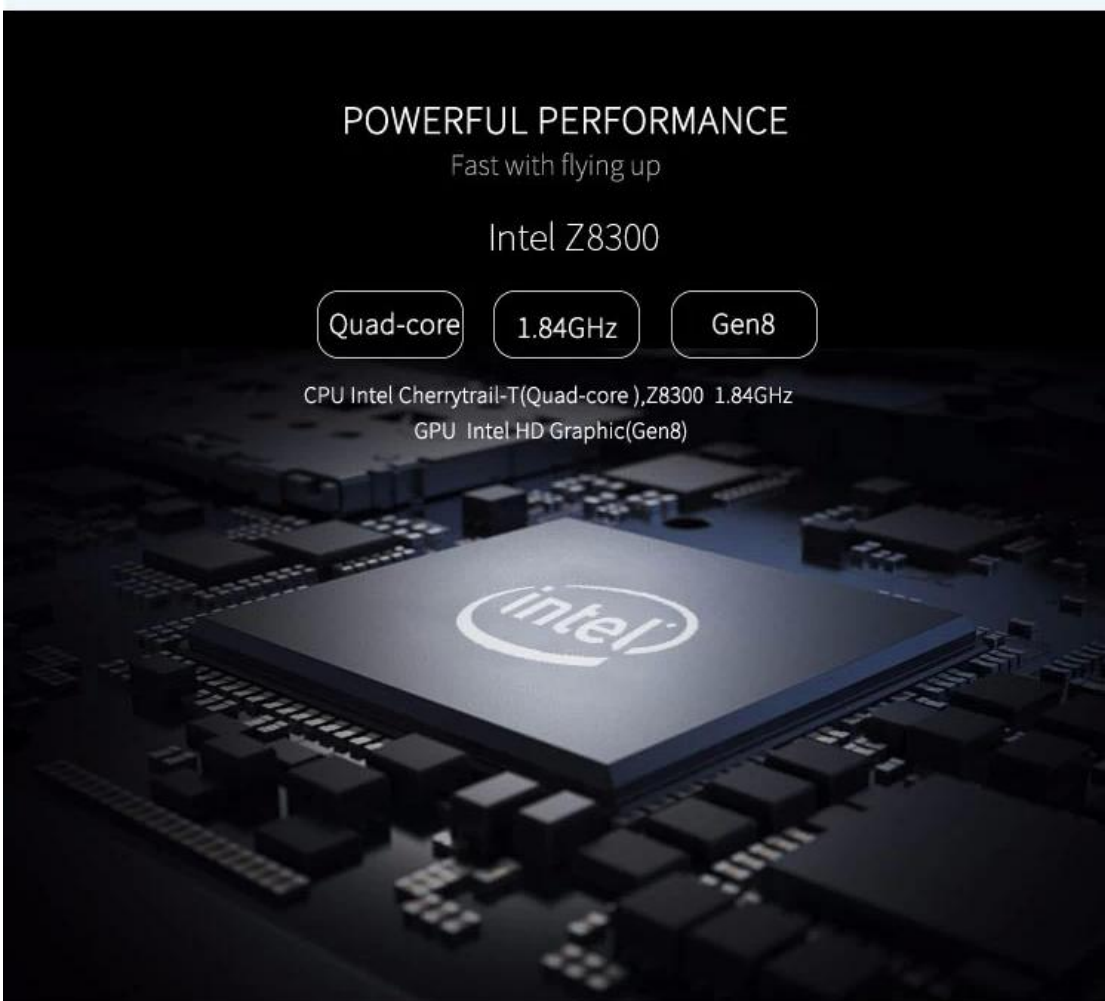 POWERFUL PERFORMANCE
Fast with flying up
Intel Z8300
Quad-core 1.84GHz Gen8
CPU Intel Cherrytrail-T(Quad-core ),Z8300 1.84GHz
GPU Intel HD Graphic(Gen8)
intel